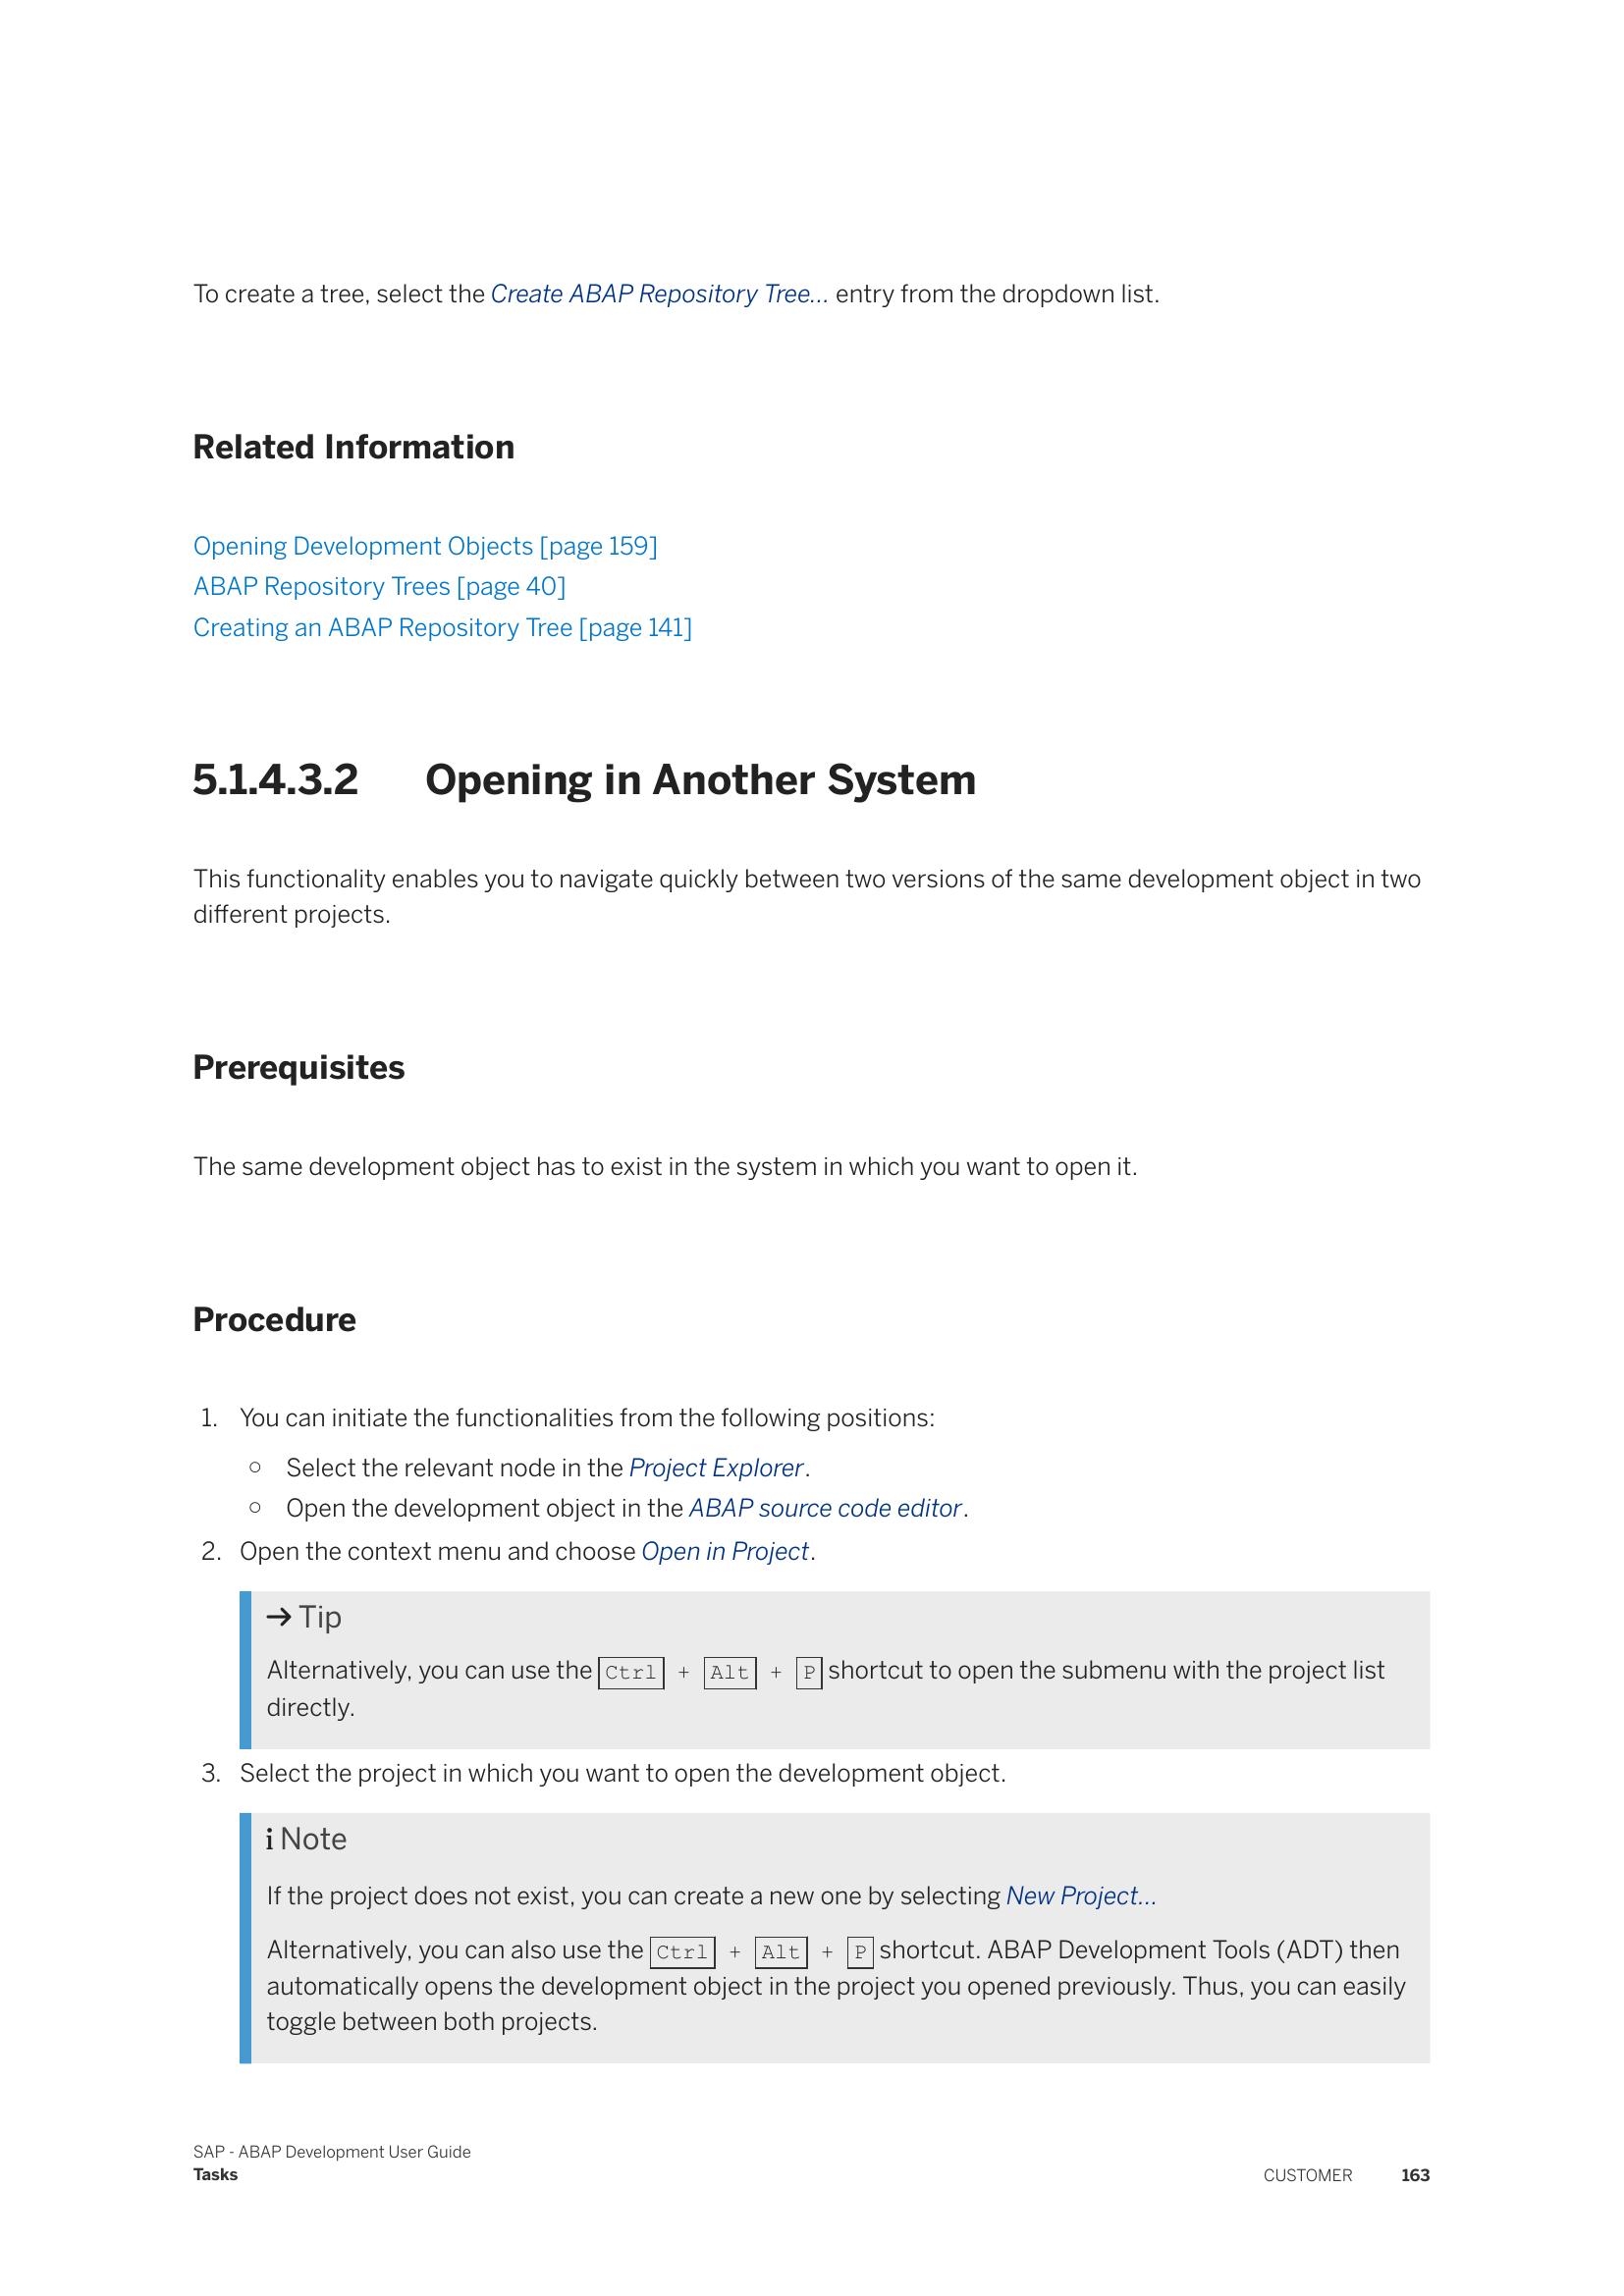 To create a tree, select the Create ABAP Repository Tree... entry from the dropdown list.
Related Information
Opening Development Objects [page 159]
ABAP Repository Trees [page 40]
Creating an ABAP Repository Tree [page 141]
5.1.4.3.2 Opening in Another System
This functionality enables you to navigate quickly between two versions of the same development object in two
different projects.
Prerequisites
The same development object has to exist in the system in which you want to open it.
Procedure
1. You can initiate the functionalities from the following positions:
○ Select the relevant node in the Project Explorer.
○ Open the development object in the ABAP source code editor.
2. Open the context menu and choose Open in Project.
→ Tip
Alternatively, you can use the Ctrl + Alt + P shortcut to open the submenu with the project list
directly.
3. Select the project in which you want to open the development object.
i Note
If the project does not exist, you can create a new one by selecting New Project...
Alternatively, you can also use the Ctrl + Alt + P shortcut. ABAP Development Tools (ADT) then
automatically opens the development object in the project you opened previously. Thus, you can easily
toggle between both projects.
SAP - ABAP Development User Guide
Tasks
CUSTOMER 163